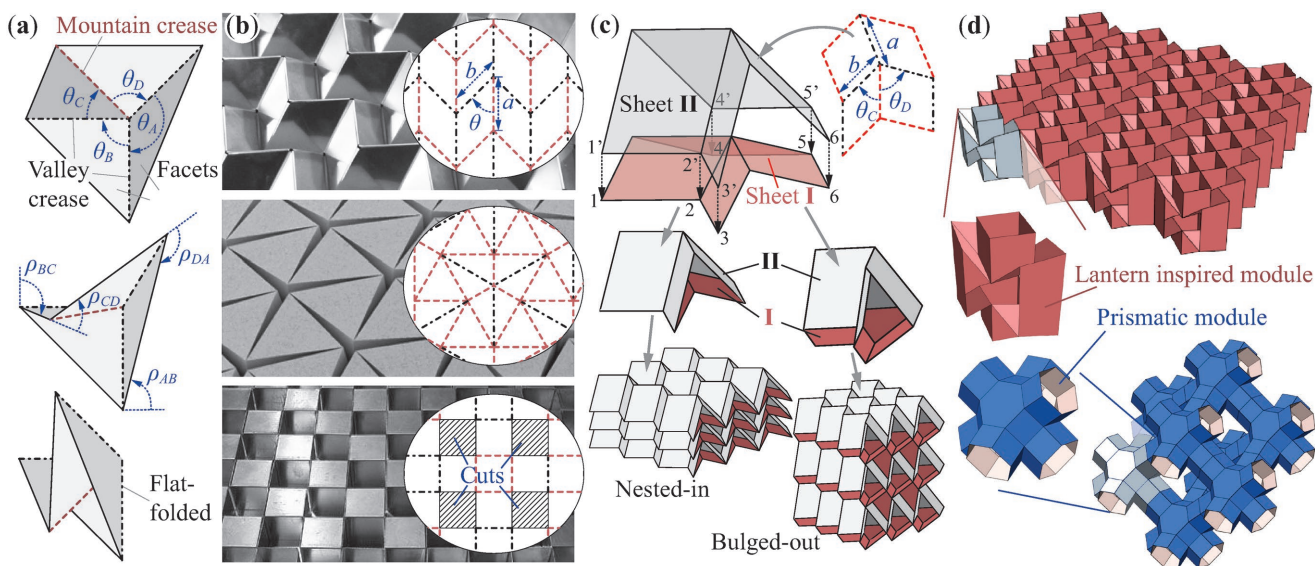 (a)
Mountain crease
θD
θC
θA
θB
Valley
crease
Facets
ρBC
ρCD
ρDA
ρAB
Flat-
folded
(b)
b
a
θ
Cuts
(c)
a
b
θD
θC
Sheet II
4'
5'
6
1'
2'
4
5
3'
1
2
Sheet I
6
3
II
I
Nested-in
Bulged-out
(d)
Lantern inspired module
Prismatic module